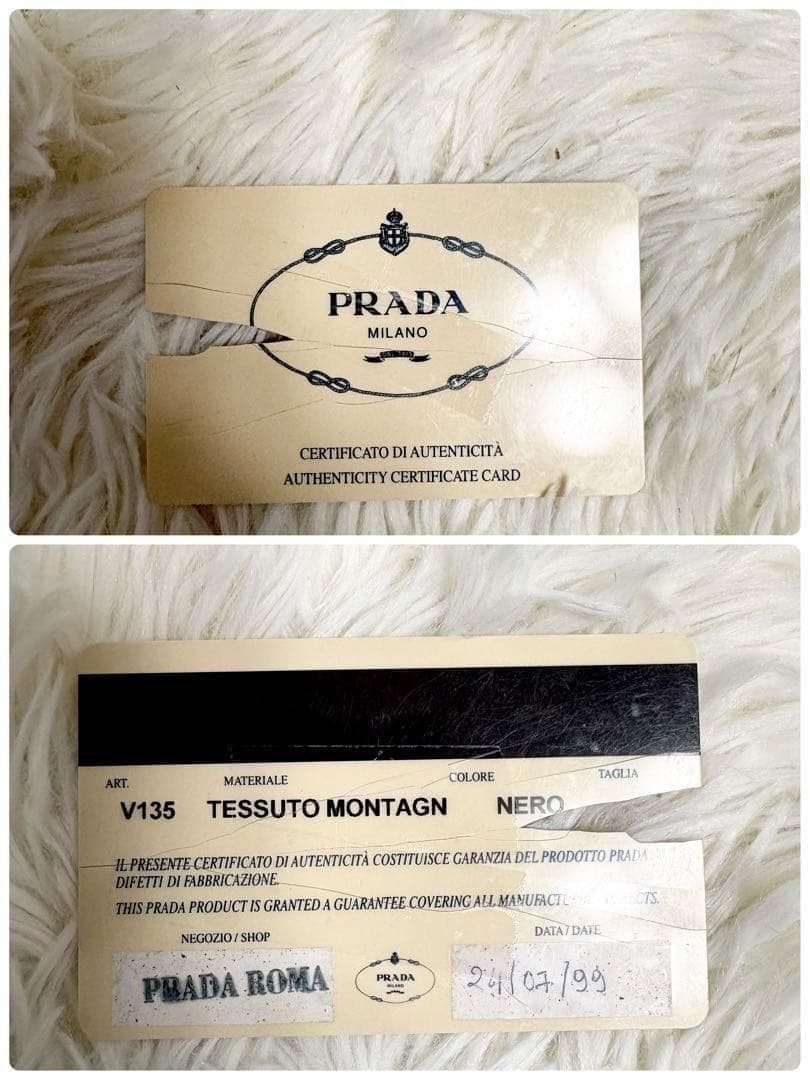 PRADA
MILANO
CERTIFICATO DI AUTENTICITÀ
AUTHENTICITY CERTIFICATE CARD
ART. MATERIALE COLORE TAGLIA
V135 TESSUTO MONTAGN NERO
IL PRESENTE CERTIFICATO DI AUTENTICITÀ COSTITUISCE GARANZIA DEL PRODOTTO PRADA
DIFETTI DI FABBRICAZIONE.
THIS PRADA PRODUCT IS GRANTED A GUARANTEE COVERING ALL
NEGOZIO / SHOP DATA / DATE
PRADA ROMA PRADA MILANO 24/07/99